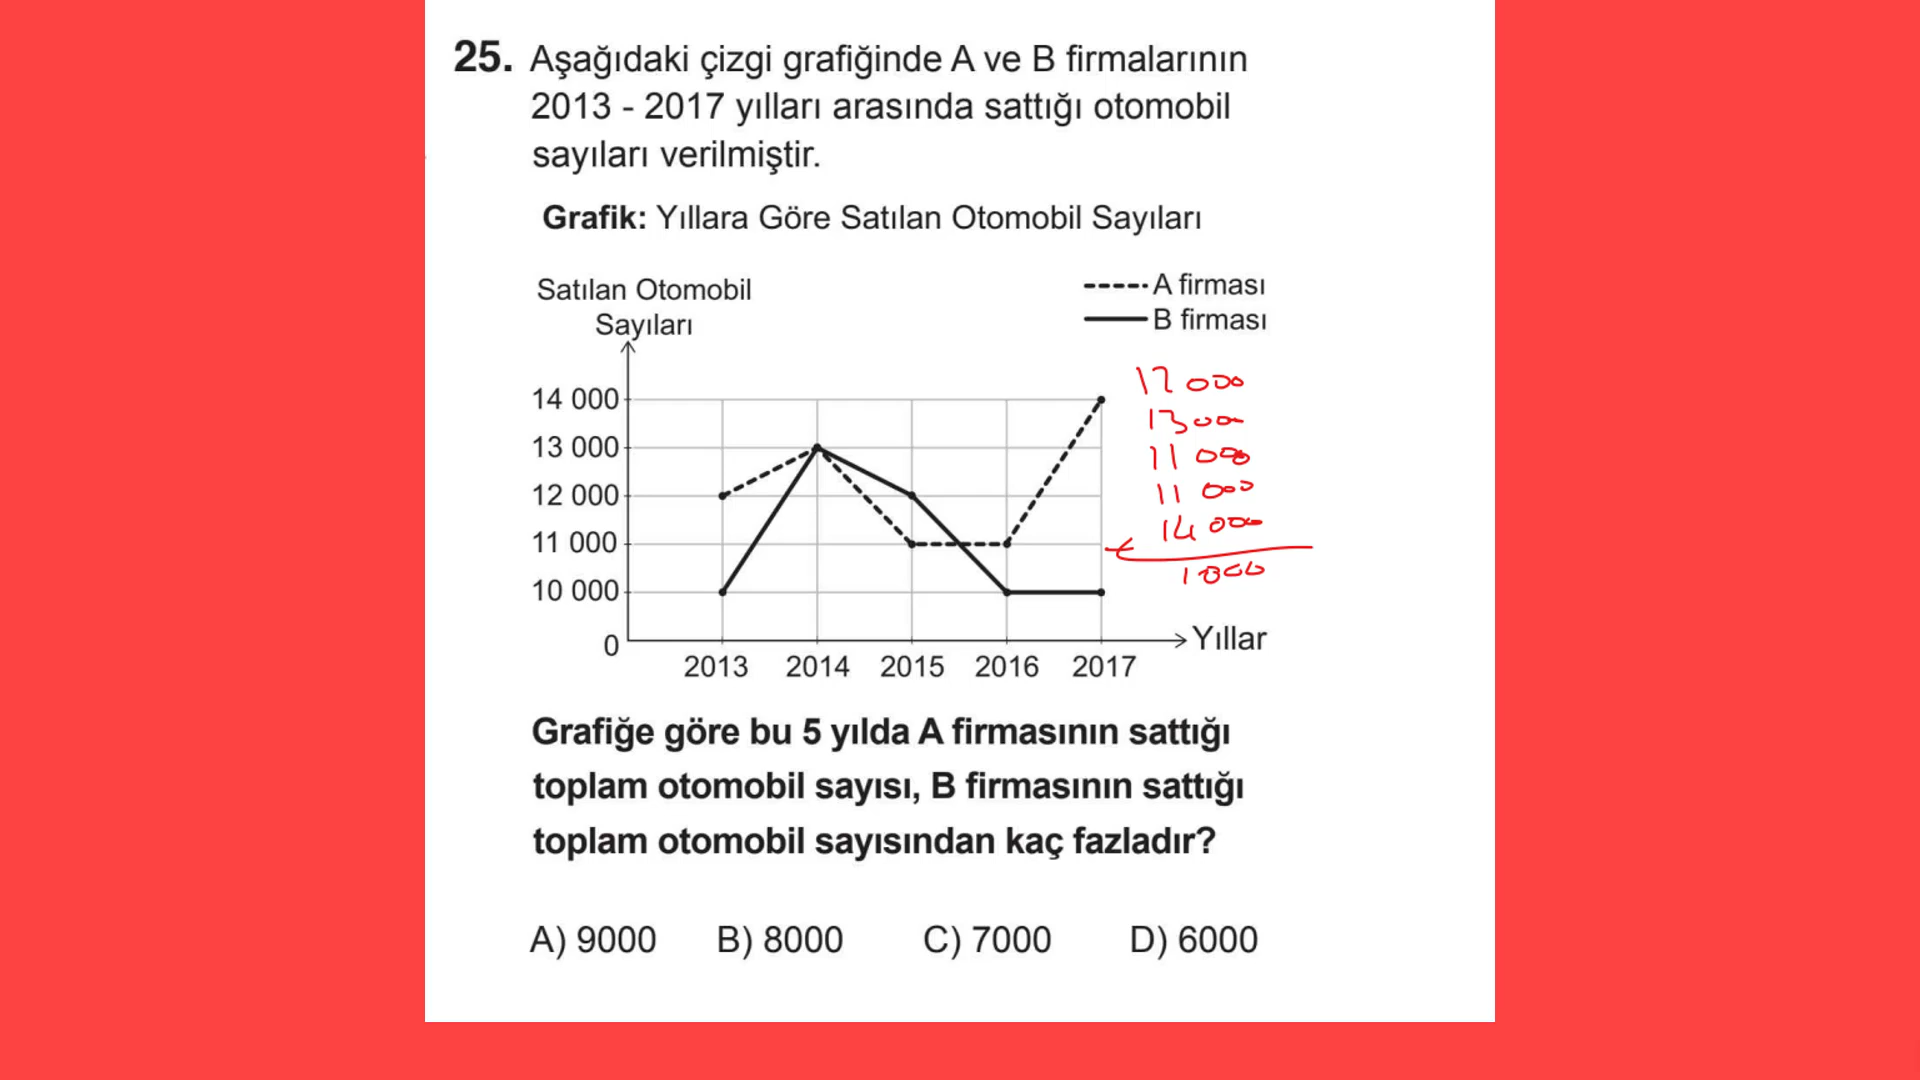 25. Aşağıdaki çizgi grafiğinde A ve B firmalarının
2013 - 2017 yılları arasında sattığı otomobil
sayıları verilmiştir.
Grafik: Yıllara Göre Satılan Otomobil Sayıları
Satılan Otomobil
Sayıları
A firması
B firması
14 000
13 000
12 000
11 000
10 000
0
2013 2014 2015 2016 2017
Yıllar
12 000
13 000
11 000
11 000
14 000
+
1000
Grafiğe göre bu 5 yılda A firmasının sattığı
toplam otomobil sayısı, B firmasının sattığı
toplam otomobil sayısından kaç fazladır?
A) 9000 B) 8000 C) 7000 D) 6000